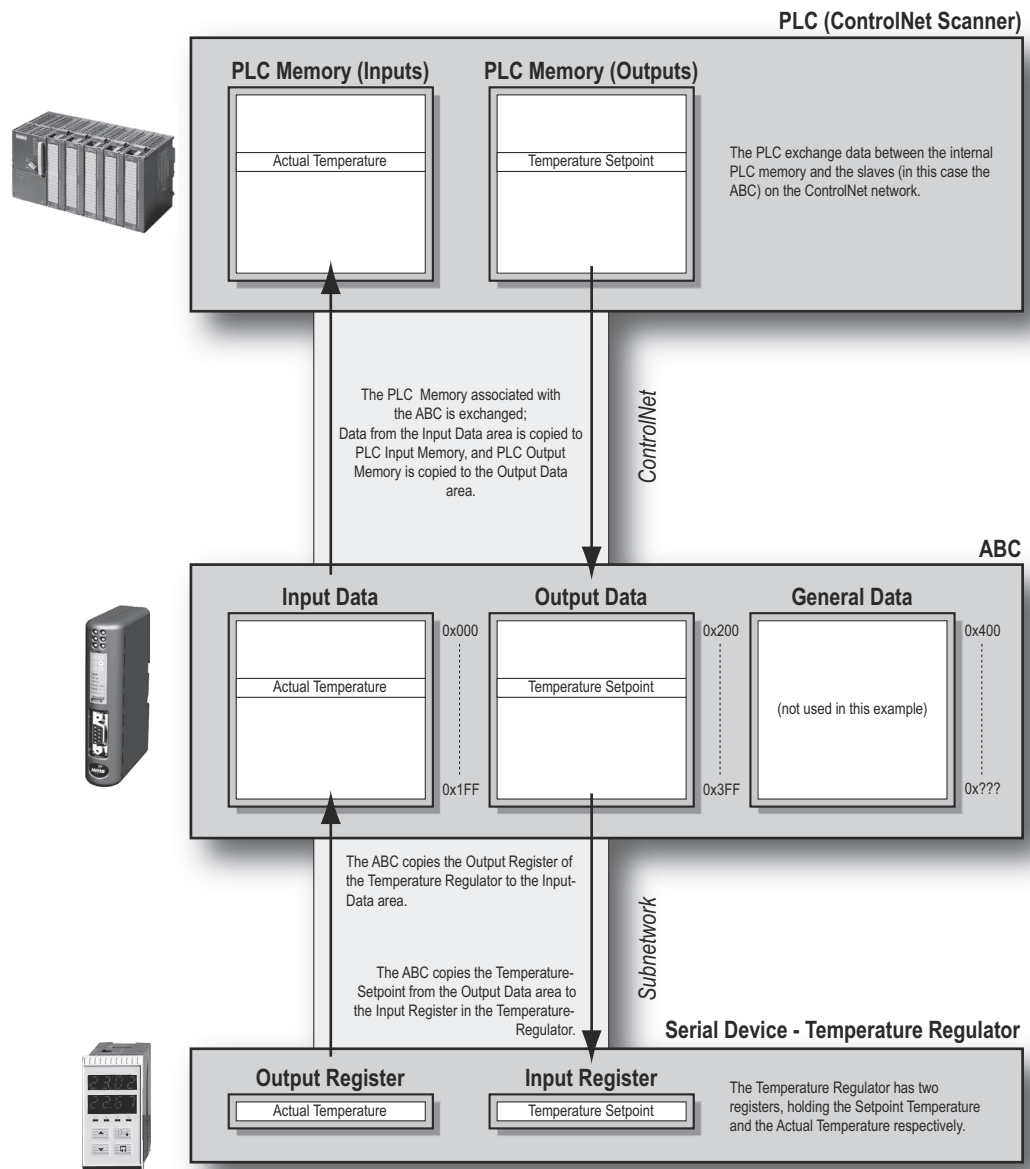 PLC (ControlNet Scanner)
PLC Memory (Inputs)
PLC Memory (Outputs)
Actual Temperature
Temperature Setpoint
The PLC exchange data between the internal
PLC memory and the slaves (in this case the
ABC) on the ControlNet network.
The PLC Memory associated with
the ABC is exchanged;
Data from the Input Data area is copied to
PLC Input Memory, and PLC Output
Memory is copied to the Output Data
area.
ControlNet
ABC
Input Data
Output Data
General Data
0x000
0x200
0x400
Actual Temperature
Temperature Setpoint
(not used in this example)
0x1FF
0x3FF
0x???
The ABC copies the Output Register of
the Temperature Regulator to the Input-
Data area.
The ABC copies the Temperature-
Setpoint from the Output Data area to
the Input Register in the Temperature-
Regulator.
Subnetwork
Serial Device - Temperature Regulator
Output Register
Input Register
Actual Temperature
Temperature Setpoint
The Temperature Regulator has two
registers, holding the Setpoint Temperature
and the Actual Temperature respectively.